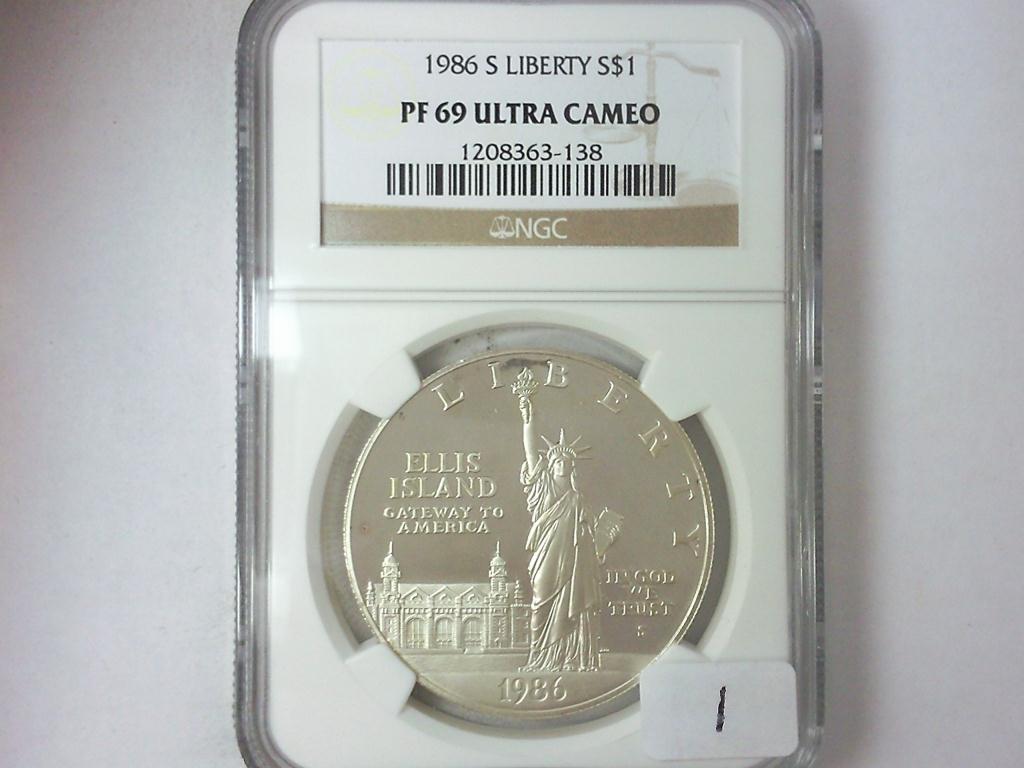 1986 S LIBERTY S$1
PF 69 ULTRA CAMEO
1208363-138
NGC
LIBERTY
ELLIS
ISLAND
GATEWAY TO
AMERICA
IN GOD
WE
TRUST
S
1986
1